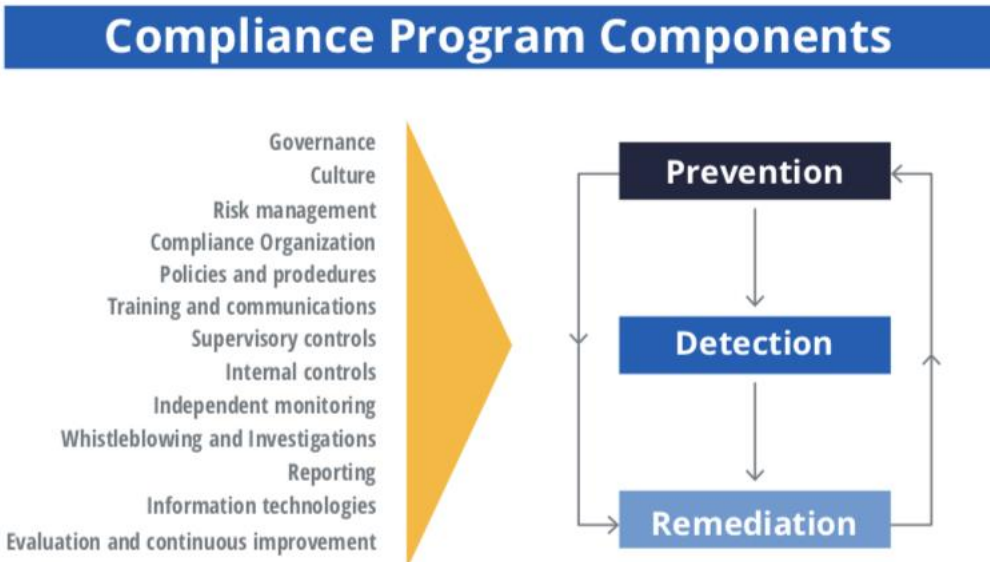 Compliance Program Components
Governance
Culture
Risk management
Compliance Organization
Policies and prodedures
Training and communications
Supervisory controls
Internal controls
Independent monitoring
Whistleblowing and Investigations
Reporting
Information technologies
Evaluation and continuous improvement
Prevention
Detection
Remediation